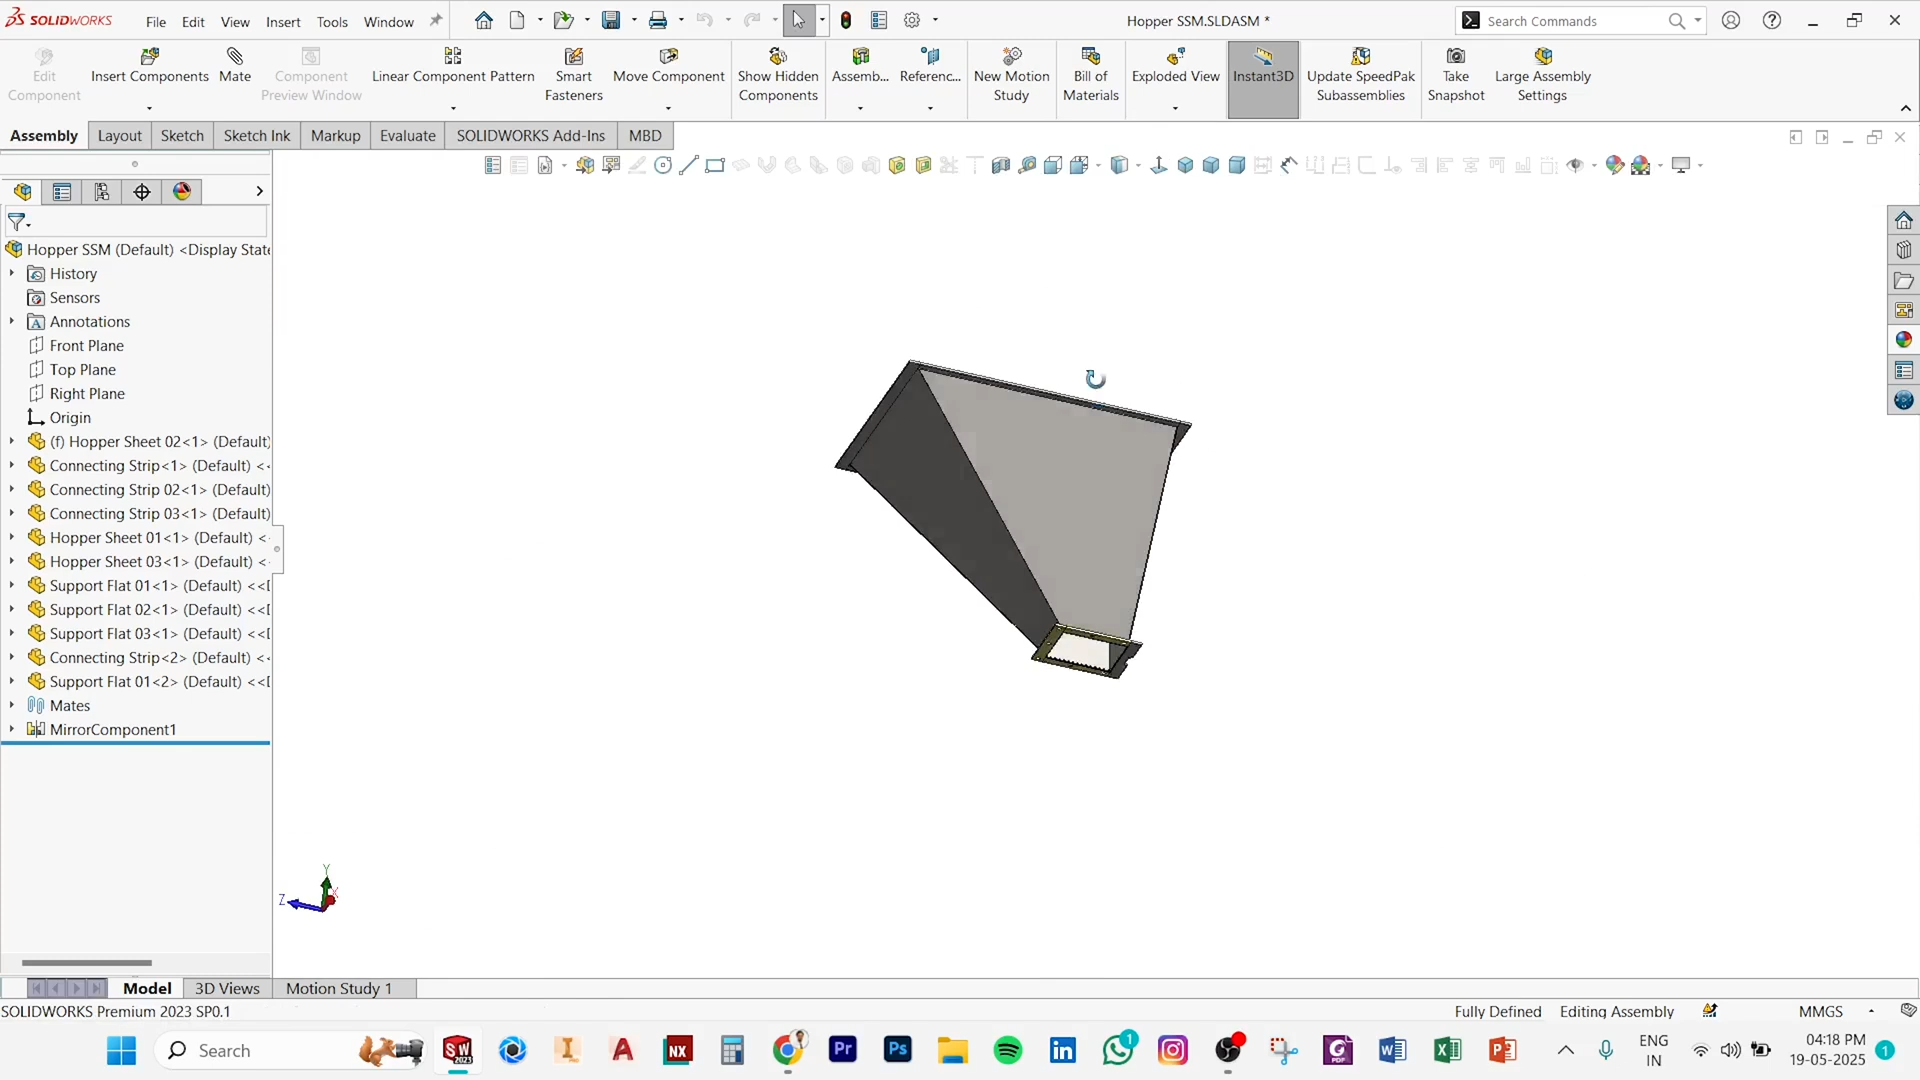 SOLIDWORKS File Edit View Insert Tools Window Hopper SSM.SLDASM * Search Commands
Edit Component
Insert Components
Mate
Component Preview Window
Linear Component Pattern
Smart Fasteners
Move Component
Show Hidden Components
Assemb...
Referenc...
New Motion Study
Bill of Materials
Exploded View
Instant3D
Update SpeedPak Subassemblies
Take Snapshot
Large Assembly Settings
Assembly Layout Sketch Sketch Ink Markup Evaluate SOLIDWORKS Add-Ins MBD
Hopper SSM (Default) <Display State
History
Sensors
Annotations
Front Plane
Top Plane
Right Plane
Origin
(f) Hopper Sheet 02<1> (Default)
Connecting Strip<1> (Default) <
Connecting Strip 02<1> (Default)
Connecting Strip 03<1> (Default)
Hopper Sheet 01<1> (Default) <
Hopper Sheet 03<1> (Default) <
Support Flat 01<1> (Default) <<
Support Flat 02<1> (Default) <<
Support Flat 03<1> (Default) <<
Connecting Strip<2> (Default) <
Support Flat 01<2> (Default) <<
Mates
MirrorComponent1
Y
Z X
Model 3D Views Motion Study 1
SOLIDWORKS Premium 2023 SP0.1 Fully Defined Editing Assembly MMGS
Search
SW
2023
I
A
NX
Pr
Ps
1
ENG
IN
04:18 PM
19-05-2025
1